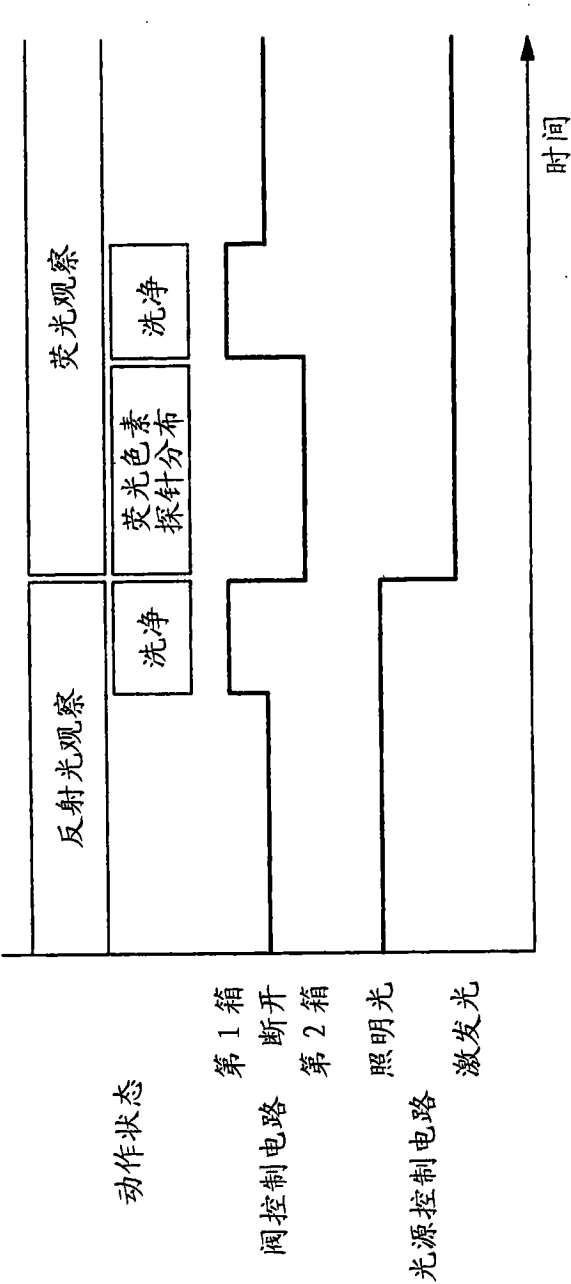 动作状态
反射光观察
荧光观察
洗净
荧光色素
探针分布
洗净
阀控制电路
第1箱
断开
第2箱
光源控制电路
照明光
激发光
时间